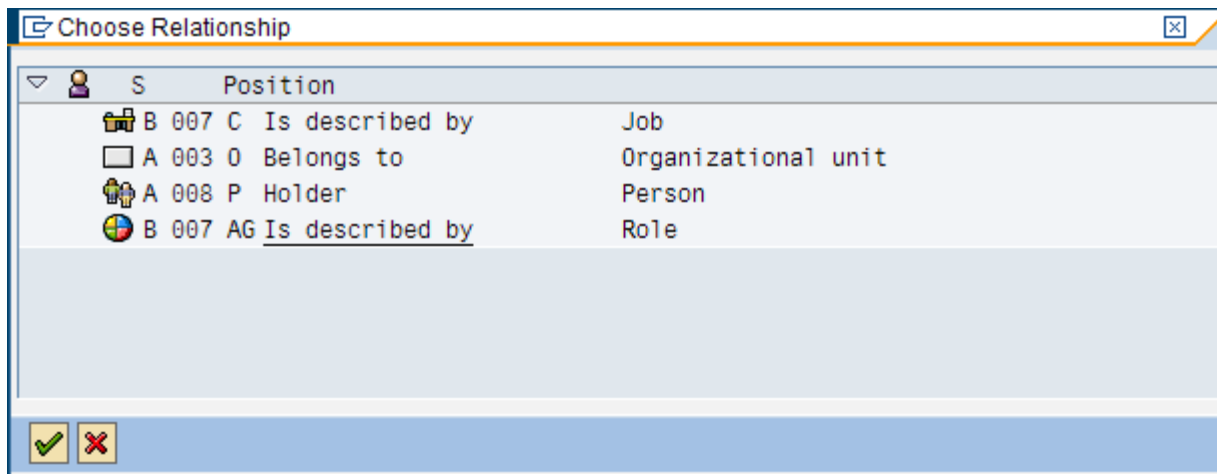 Choose Relationship
S Position
B 007 C Is described by Job
A 003 O Belongs to Organizational unit
A 008 P Holder Person
B 007 AG Is described by Role